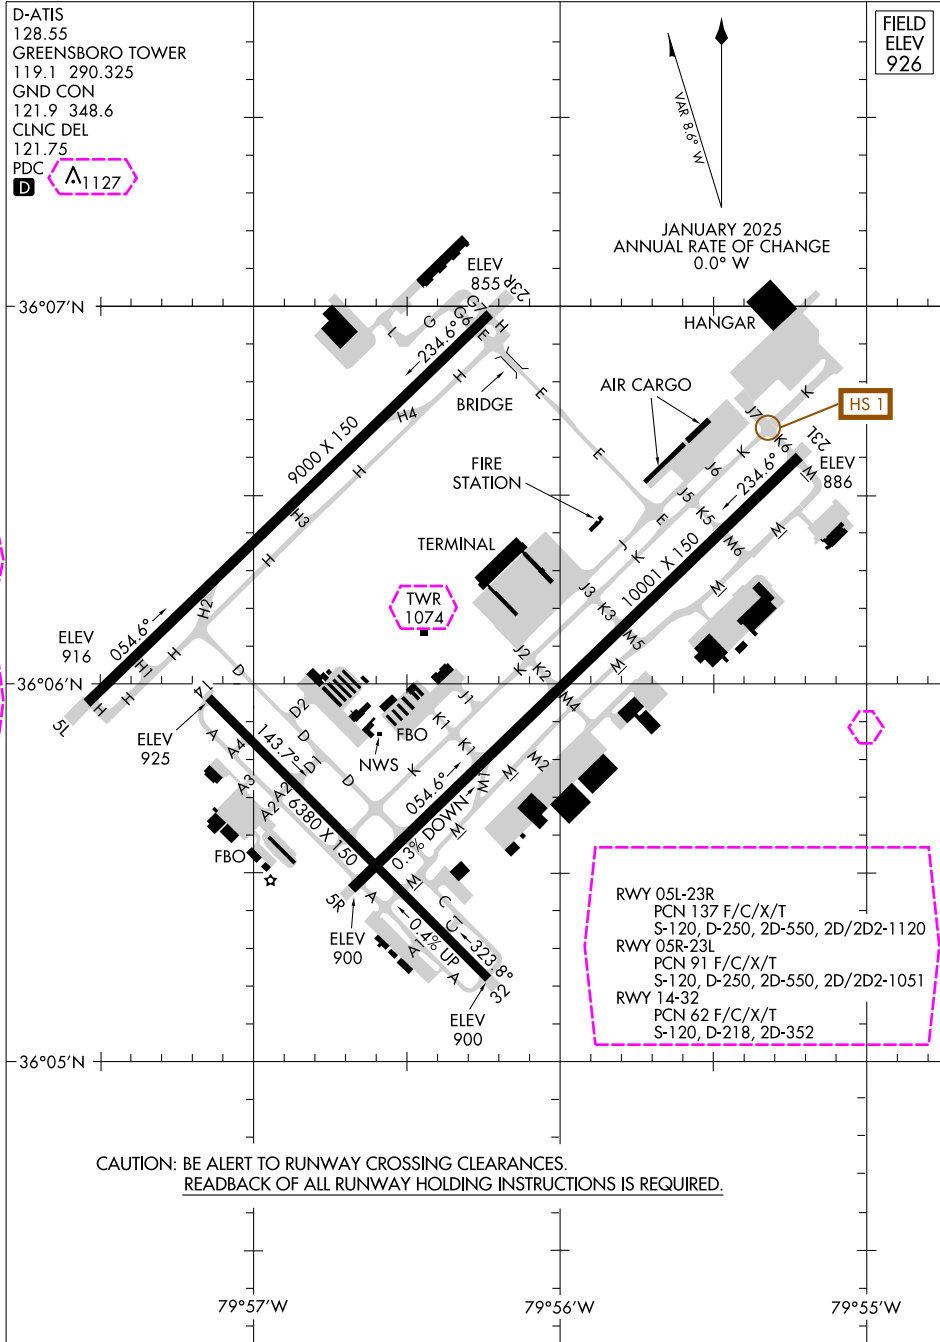 D-ATIS
128.55
GREENSBORO TOWER
119.1 290.325
GND CON
121.9 348.6
CLNC DEL
121.75
PDC
D
1127
FIELD
ELEV
926
VAR 8.6° W
JANUARY 2025
ANNUAL RATE OF CHANGE
0.0° W
36°07'N
ELEV
855
23R
G7
H
G6
G
L
E
234.6°
H
H4
BRIDGE
E
9000 X 150
H
H3
H
E
HANGAR
AIR CARGO
K
J7
HS 1
K6
23L
K
J6
234.6°
ELEV
886
M
FIRE
STATION
J5
K5
E
M
M6
J
K
TERMINAL
10001 X 150
M
J3
K3
TWR
1074
M5
H2
054.6°
ELEV
916
H
H1
H
H
5L
36°06'N
D
14
J2
K2
K
M
M4
D2
J1
K1
K1
FBO
NWS
ELEV
925
A
A4
143.7°
D
D1
D
K
A3
A2
A2
6380 X 150
FBO
054.6°
0.3% DOWN
M1
M
M2
M
M
5R
ELEV
900
A
C
C1
0.4% UP
A1
A
323.8°
32
ELEV
900
RWY 05L-23R
PCN 137 F/C/X/T
S-120, D-250, 2D-550, 2D/2D2-1120
RWY 05R-23L
PCN 91 F/C/X/T
S-120, D-250, 2D-550, 2D/2D2-1051
RWY 14-32
PCN 62 F/C/X/T
S-120, D-218, 2D-352
36°05'N
CAUTION: BE ALERT TO RUNWAY CROSSING CLEARANCES.
READBACK OF ALL RUNWAY HOLDING INSTRUCTIONS IS REQUIRED.
79°57'W
79°56'W
79°55'W